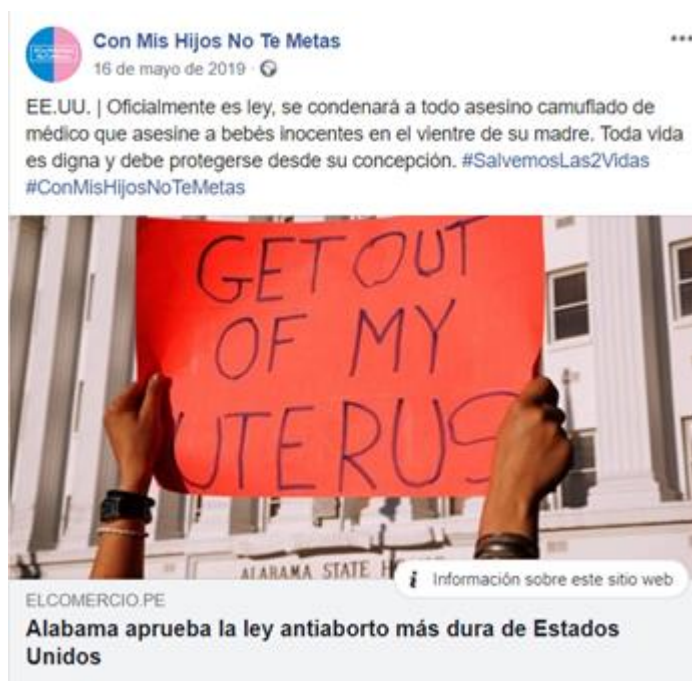 Con Mis Hijos No Te Metas
16 de mayo de 2019 ·
EE.UU. | Oficialmente es ley, se condenará a todo asesino camuflado de
médico que asesine a bebés inocentes en el vientre de su madre. Toda vida
es digna y debe protegerse desde su concepción. #SalvemosLas2Vidas
#ConMisHijosNoTeMetas
GET OUT
OF MY
UTERUS
ALABAMA STATE H
Información sobre este sitio web
ELCOMERCIO.PE
Alabama aprueba la ley antiaborto más dura de Estados
Unidos